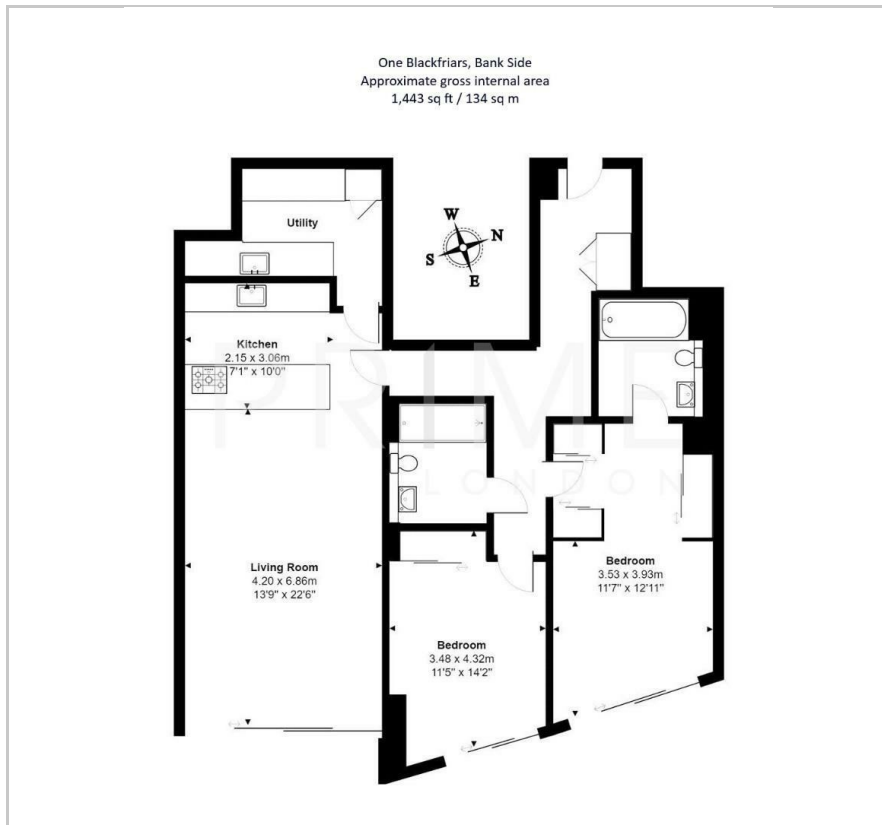 One Blackfriars, Bank Side
Approximate gross internal area
1,443 sq ft / 134 sq m
Utility
W
N
S
E
Kitchen
2.15 x 3.06m
7'1" x 10'0"
PRIME
LONDON
Living Room
4.20 x 6.86m
13'9" x 22'6"
Bedroom
3.53 x 3.93m
11'7" x 12'11"
Bedroom
3.48 x 4.32m
11'5" x 14'2"